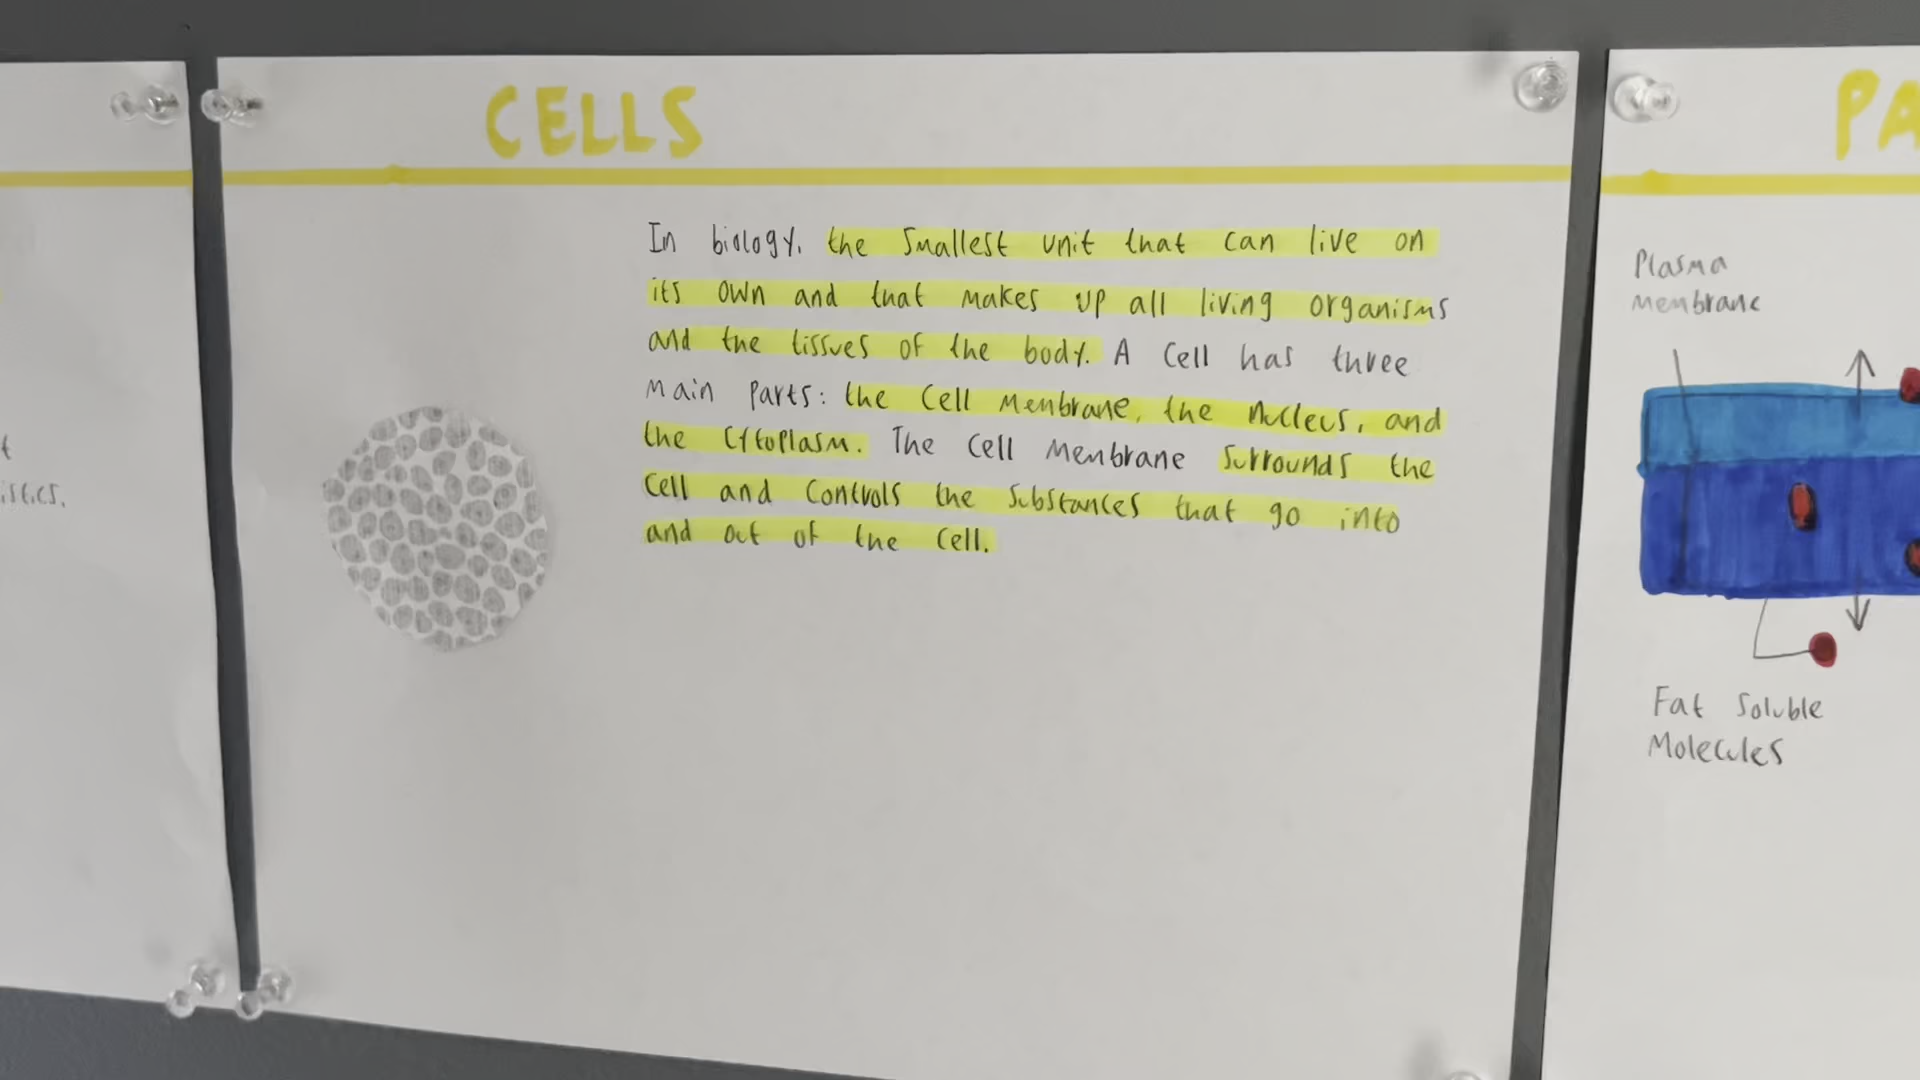 CELLS
In biology, the smallest unit that can live on
its own and that makes up all living organisms
and the tissues of the body. A cell has three
main parts: the cell membrane, the nucleus, and
the cytoplasm. The cell membrane surrounds the
cell and controls the substances that go into
and out of the cell.
PA
Plasma
membrane
Fat Soluble
Molecules